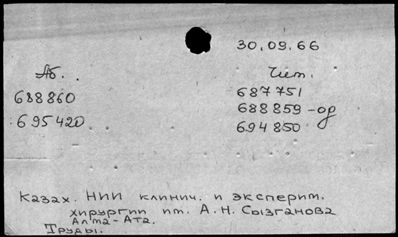 30.09.66
Аб. Чит.
688860 687751
695420 688859-ор
694850
Казах. НИИ клинич. и эксперим.
хирургии им. А.Н. Сызганова
Алма-Ата.
Труды.